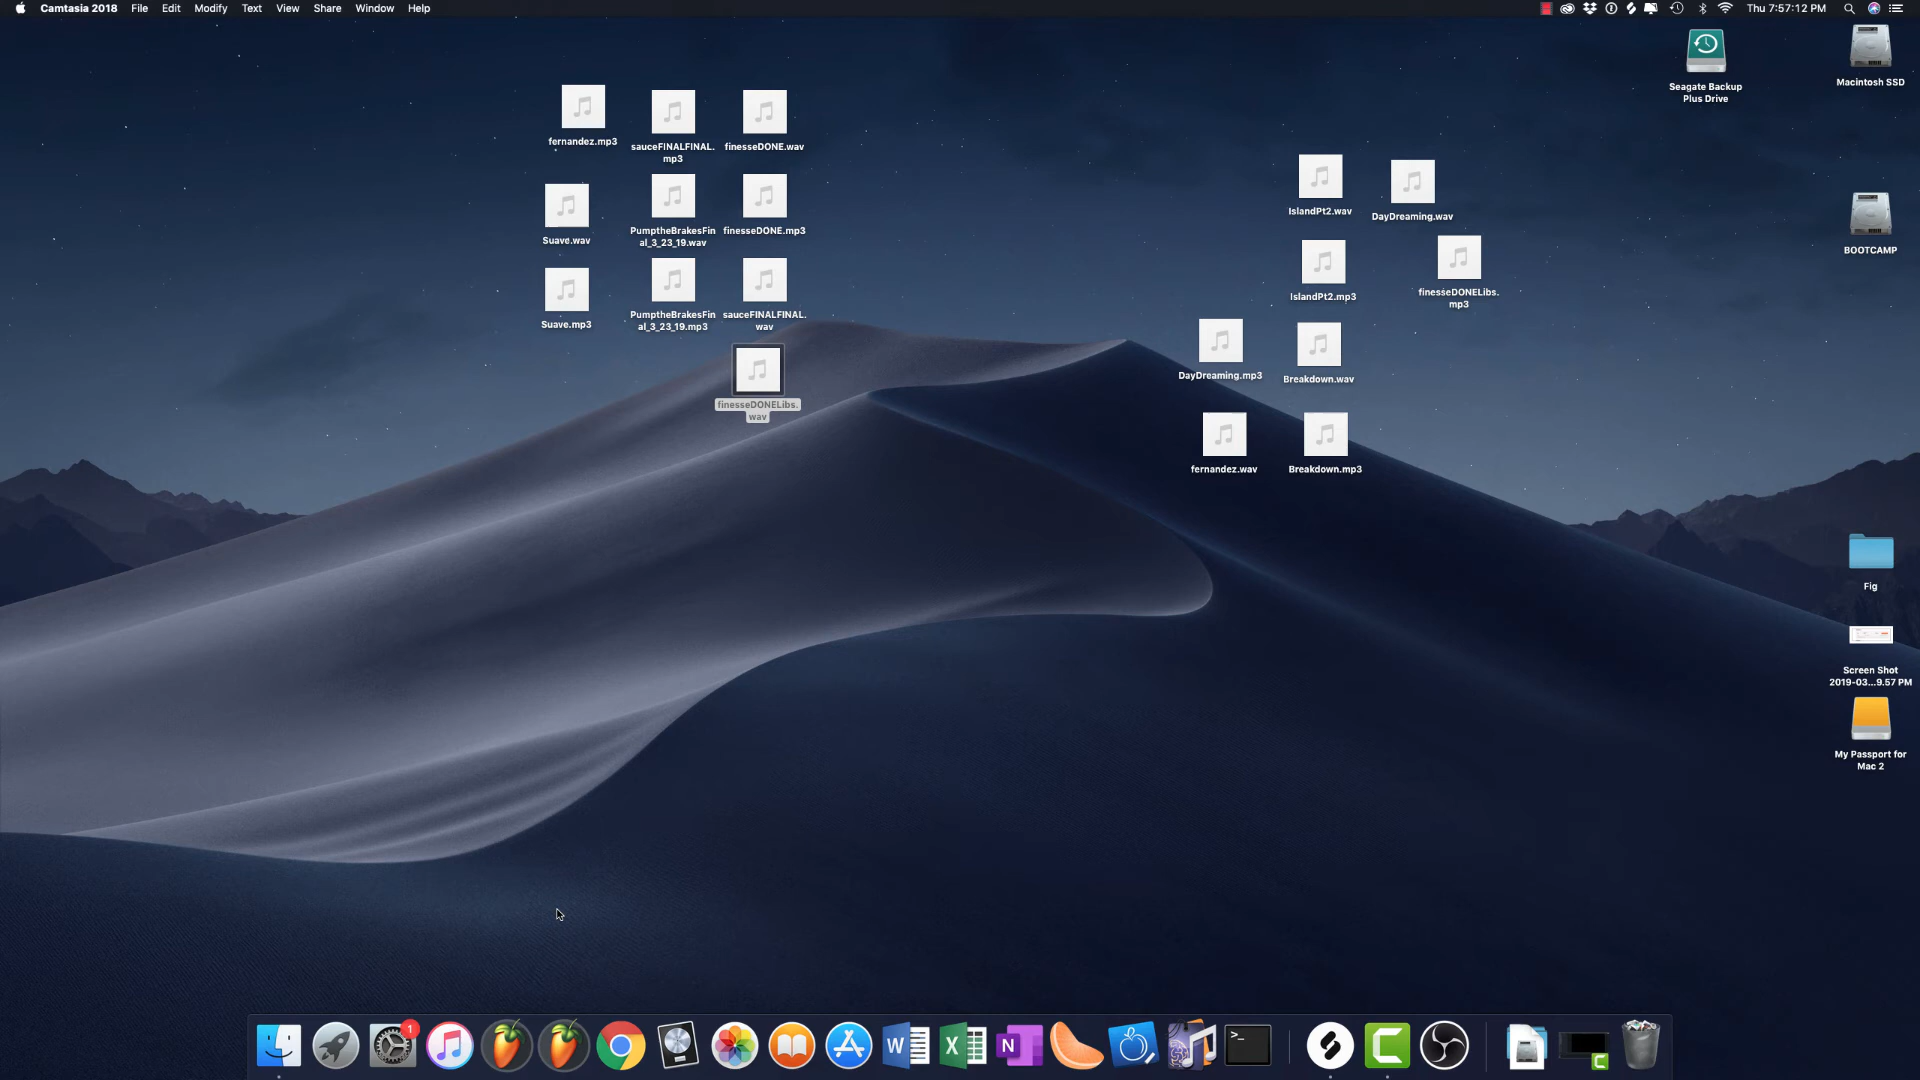 Camtasia 2018 File Edit Modify Text View Share Window Help Thu 7:57:12 PM
Seagate Backup
Plus Drive
Macintosh SSD
fernandez.mp3
sauceFINALFINAL.
mp3
finesseDONE.wav
IslandPt2.wav
DayDreaming.wav
Suave.wav
PumptheBrakesFin
al_3_23_19.wav
finesseDONE.mp3
BOOTCAMP
IslandPt2.mp3
finesseDONELibs.
mp3
Suave.mp3
PumptheBrakesFin
al_3_23_19.mp3
sauceFINALFINAL.
wav
DayDreaming.mp3
Breakdown.wav
finesseDONELibs.
wav
fernandez.wav
Breakdown.mp3
Fig
Screen Shot
2019-03...9.57 PM
My Passport for
Mac 2
1
W
X
N
>_
C